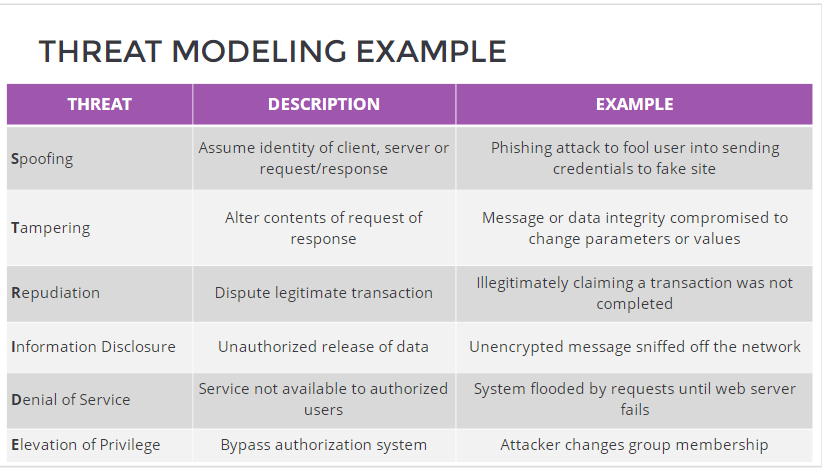 THREAT MODELING EXAMPLE
THREAT DESCRIPTION EXAMPLE
Spoofing
Assume identity of client, server or
request/response
Phishing attack to fool user into sending
credentials to fake site
Tampering
Alter contents of request of
response
Message or data integrity compromised to
change parameters or values
Repudiation
Dispute legitimate transaction
Illegitimately claiming a transaction was not
completed
Information Disclosure
Unauthorized release of data
Unencrypted message sniffed off the network
Denial of Service
Service not available to authorized
users
System flooded by requests until web server
fails
Elevation of Privilege
Bypass authorization system
Attacker changes group membership